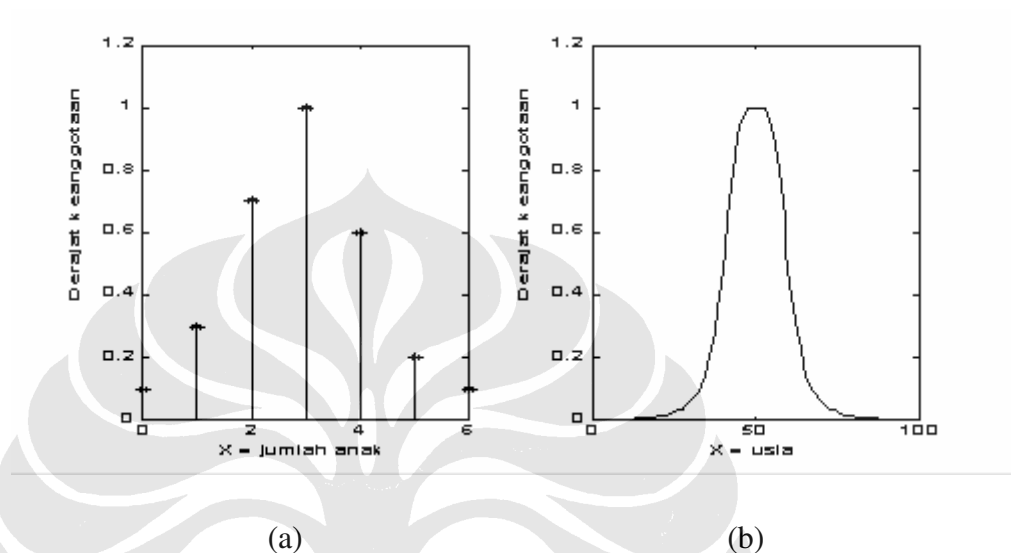 1.2 1.2
1 1
0.8 0.8
0.6 0.6
0.4 0.4
0.2 0.2
0 0
Derajat keanggotaan Derajat keanggotaan
0 2 4 6 0 50 100
X = jumlah anak X = usia
(a) (b)